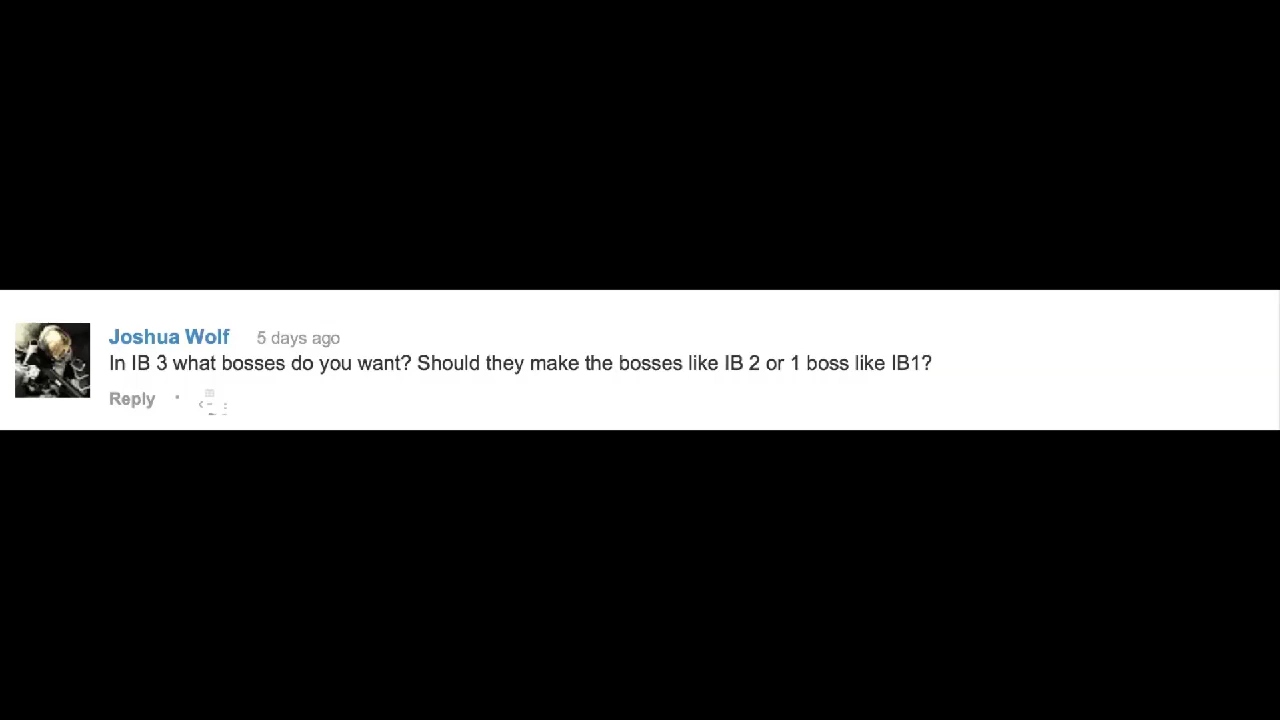 Joshua Wolf 5 days ago
In IB 3 what bosses do you want? Should they make the bosses like IB 2 or 1 boss like IB1?
Reply ·